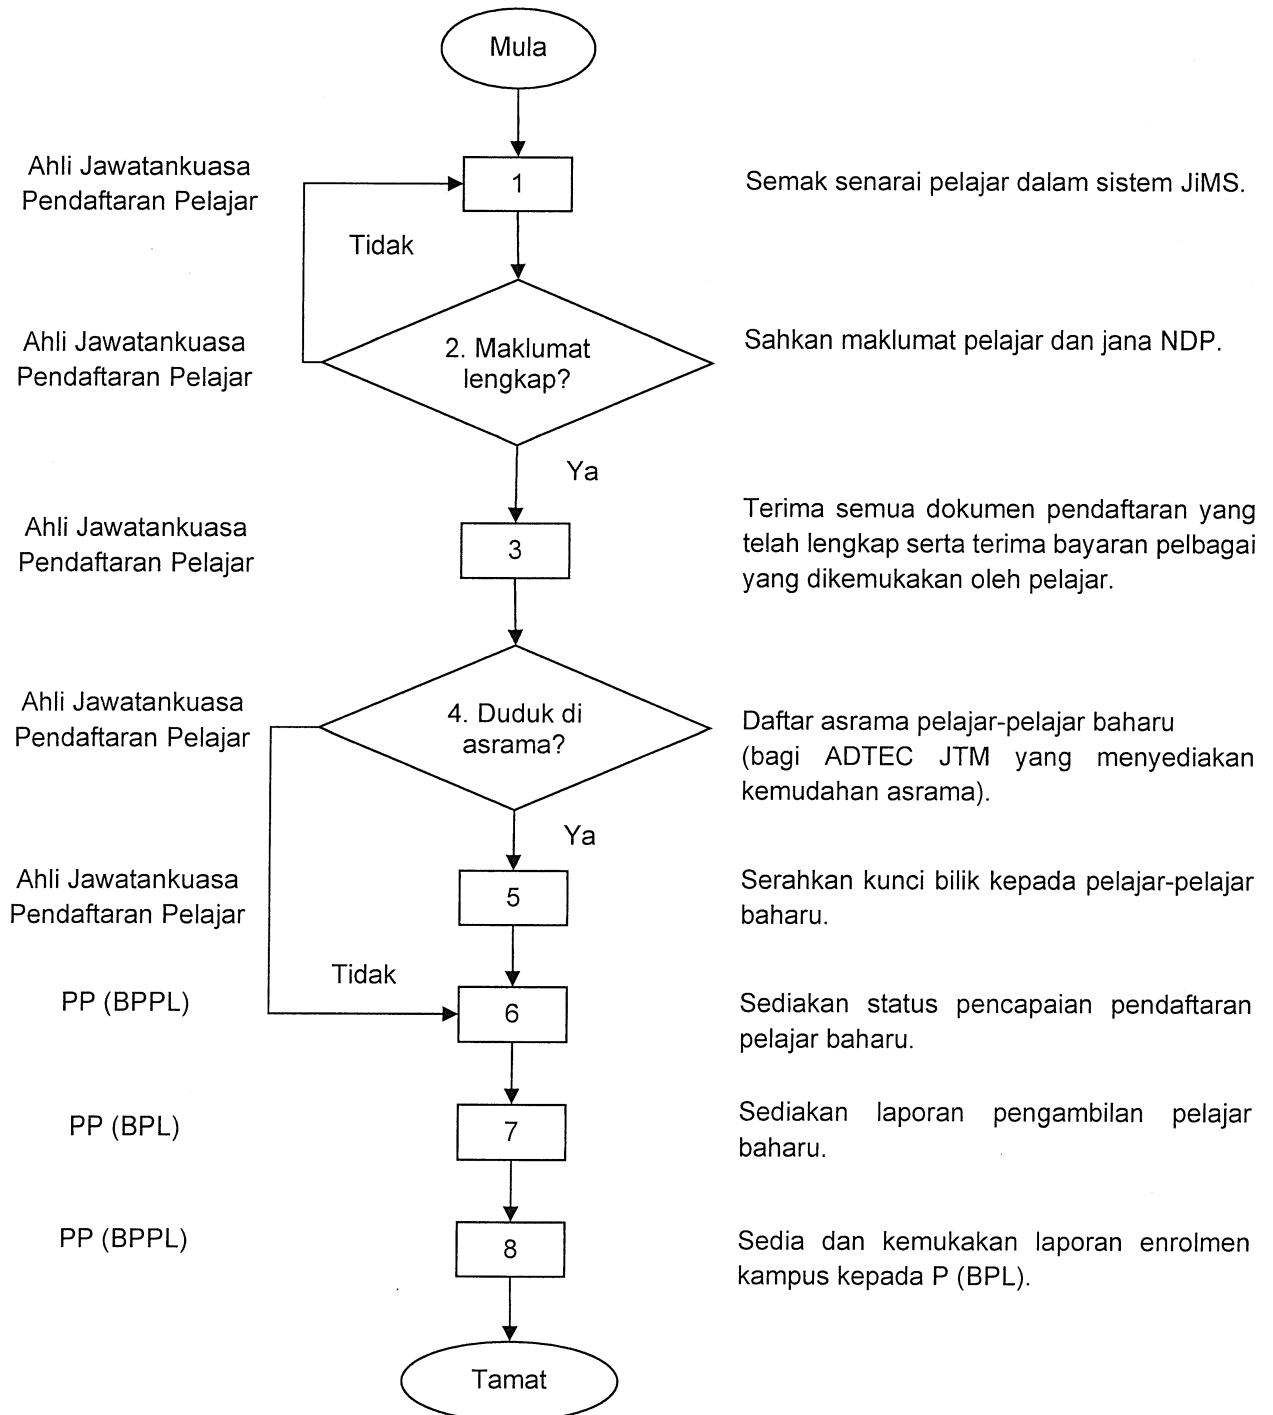 Mula
Ahli Jawatankuasa
Pendaftaran Pelajar
1
Semak senarai pelajar dalam sistem JiMS.
Tidak
Ahli Jawatankuasa
Pendaftaran Pelajar
2. Maklumat
lengkap?
Sahkan maklumat pelajar dan jana NDP.
Ya
Ahli Jawatankuasa
Pendaftaran Pelajar
3
Terima semua dokumen pendaftaran yang
telah lengkap serta terima bayaran pelbagai
yang dikemukakan oleh pelajar.
Ahli Jawatankuasa
Pendaftaran Pelajar
4. Duduk di
asrama?
Daftar asrama pelajar-pelajar baharu
(bagi ADTEC JTM yang menyediakan
kemudahan asrama).
Ya
Ahli Jawatankuasa
Pendaftaran Pelajar
5
Serahkan kunci bilik kepada pelajar-pelajar
baharu.
Tidak
PP (BPPL)
6
Sediakan status pencapaian pendaftaran
pelajar baharu.
PP (BPL)
7
Sediakan laporan pengambilan pelajar
baharu.
PP (BPPL)
8
Sedia dan kemukakan laporan enrolmen
kampus kepada P (BPL).
Tamat